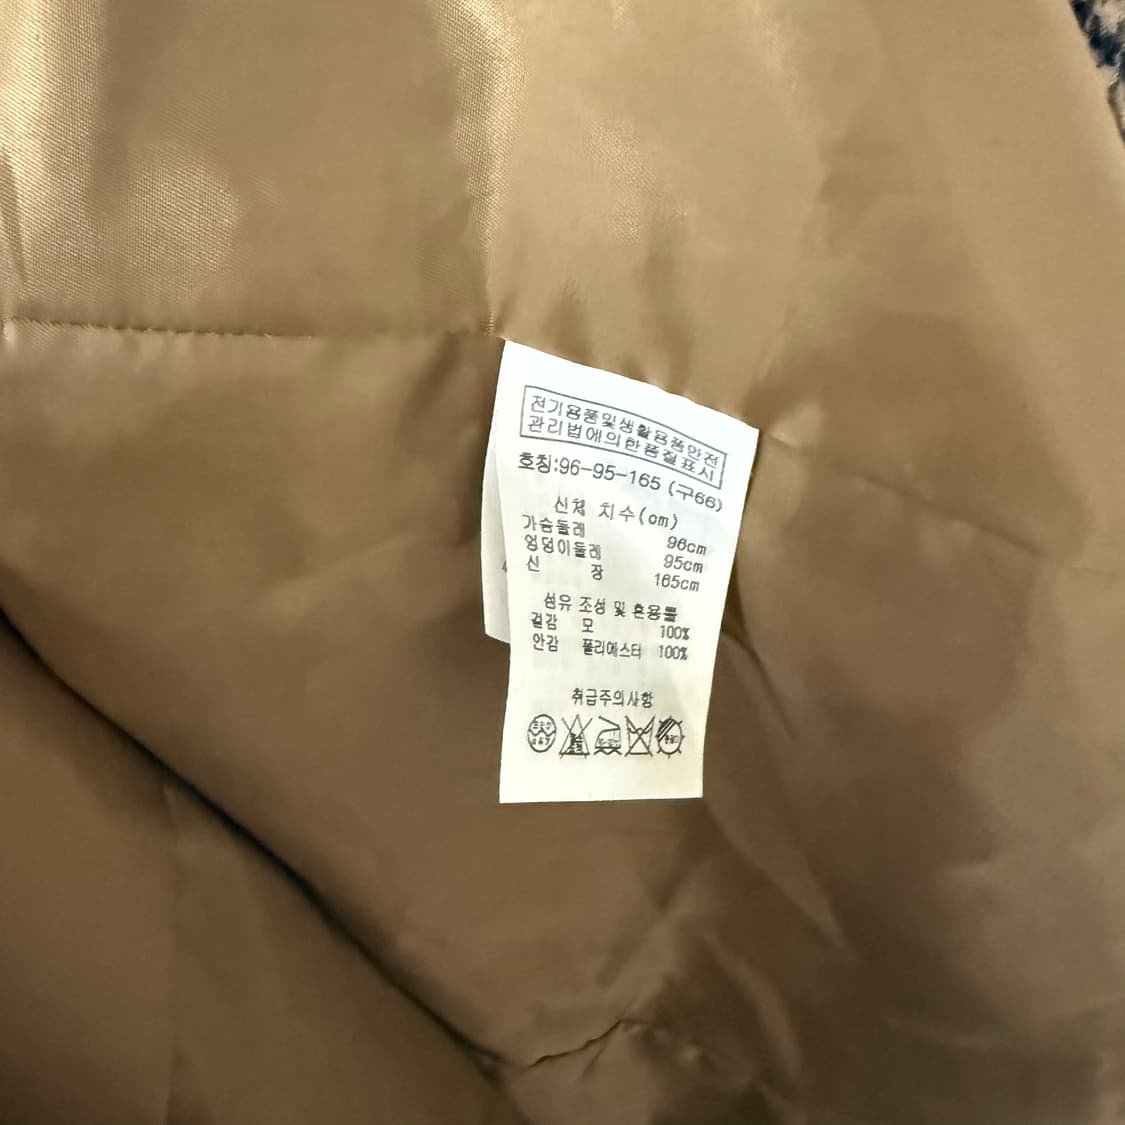 전기용품및생활용품안전
관리법에의한품질표시
호칭:96-95-165 (구66)
신체 치수(cm)
가슴둘레 96cm
엉덩이둘레 95cm
신 장 165cm
섬유 조성 및 혼용률
겉감 모 100%
안감 폴리에스터 100%
취급주의사항